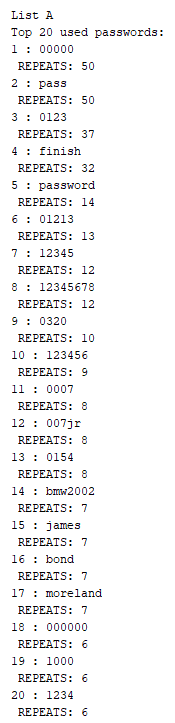 List A
Top 20 used passwords:
1 : 00000
REPEATS: 50
2 : pass
REPEATS: 50
3 : 0123
REPEATS: 37
4 : finish
REPEATS: 32
5 : password
REPEATS: 14
6 : 01213
REPEATS: 13
7 : 12345
REPEATS: 12
8 : 12345678
REPEATS: 12
9 : 0320
REPEATS: 10
10 : 123456
REPEATS: 9
11 : 0007
REPEATS: 8
12 : 007jr
REPEATS: 8
13 : 0154
REPEATS: 8
14 : bmw2002
REPEATS: 7
15 : james
REPEATS: 7
16 : bond
REPEATS: 7
17 : moreland
REPEATS: 7
18 : 000000
REPEATS: 6
19 : 1000
REPEATS: 6
20 : 1234
REPEATS: 6